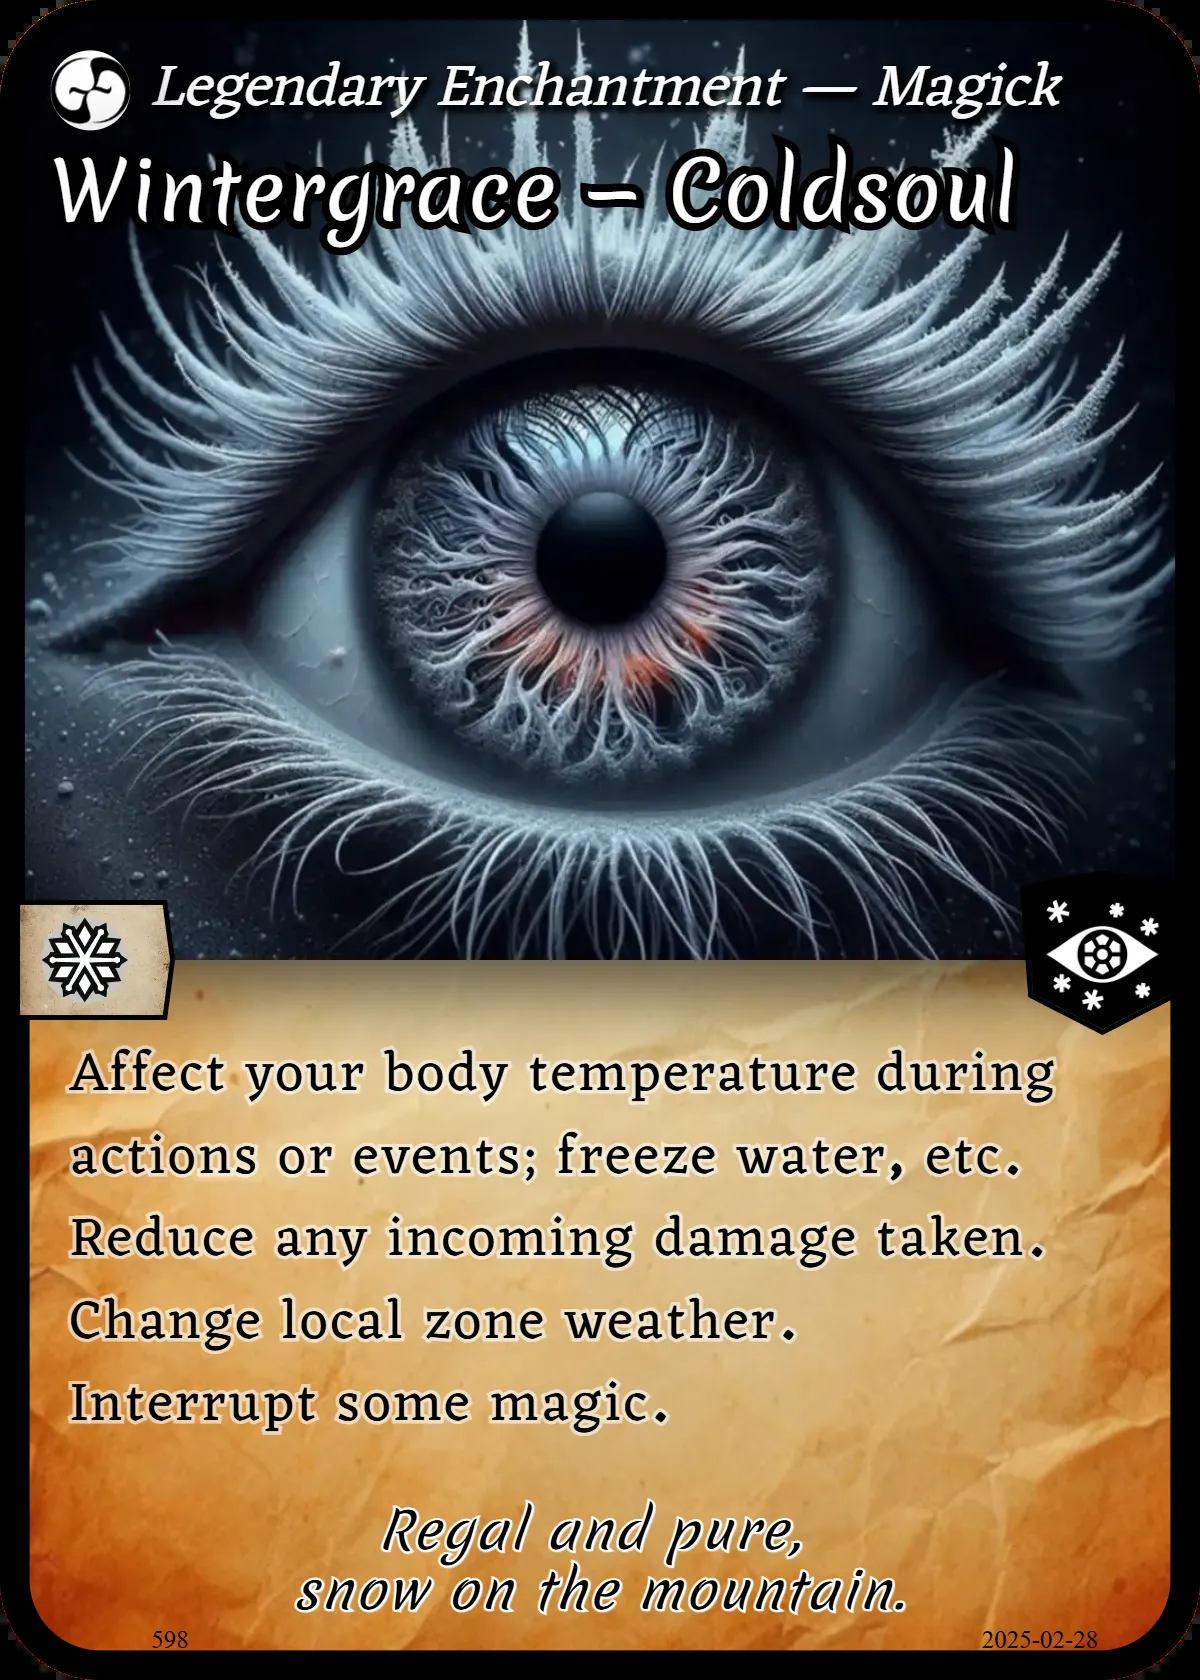 Legendary Enchantment — Magick
Wintergrace – Coldsoul
Affect your body temperature during
actions or events; freeze water, etc.
Reduce any incoming damage taken.
Change local zone weather.
Interrupt some magic.
Regal and pure,
snow on the mountain.
598
2025-02-28